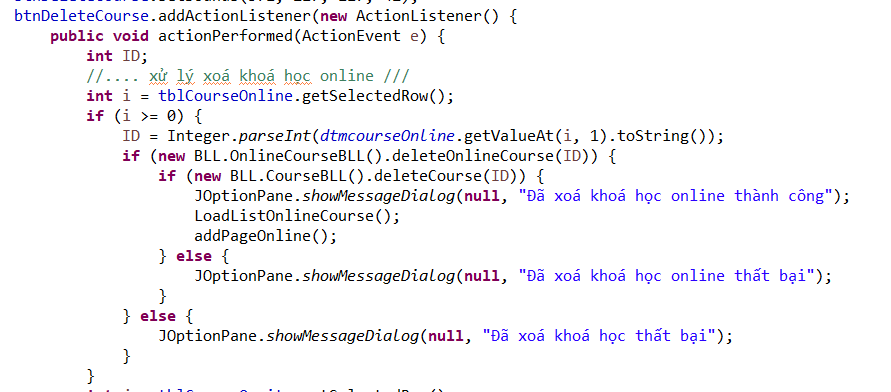 btnDeleteCourse.addActionListener(new ActionListener() {
public void actionPerformed(ActionEvent e) {
int ID;
//.... xử lý xoá khoá học online ///
int i = tblCourseOnline.getSelectedRow();
if (i >= 0) {
ID = Integer.parseInt(dtmcourseOnline.getValueAt(i, 1).toString());
if (new BLL.OnlineCourseBLL().deleteOnlineCourse(ID)) {
if (new BLL.CourseBLL().deleteCourse(ID)) {
JOptionPane.showMessageDialog(null, "Đã xoá khoá học online thành công");
LoadListOnlineCourse();
addPageOnline();
} else {
JOptionPane.showMessageDialog(null, "Đã xoá khoá học online thất bại");
}
} else {
JOptionPane.showMessageDialog(null, "Đã xoá khoá học thất bại");
}
}